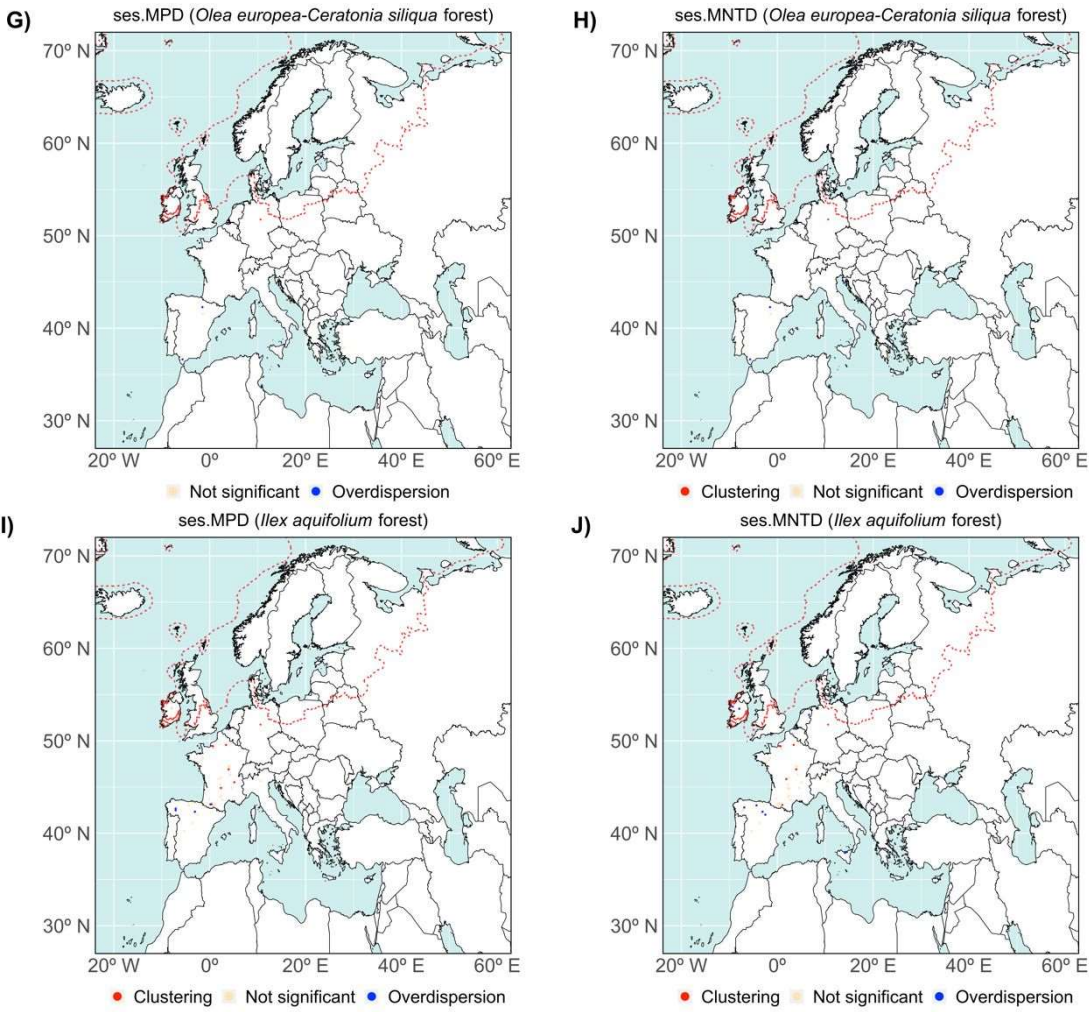 G) ses.MPD (Olea europea-Ceratonia siliqua forest)
70º N
60º N
50º N
40º N
30º N
20º W 0º 20º E 40º E 60º E
Not significant Overdispersion
H) ses.MNTD (Olea europea-Ceratonia siliqua forest)
70º N
60º N
50º N
40º N
30º N
20º W 0º 20º E 40º E 60º E
Clustering Not significant Overdispersion
I) ses.MPD (Ilex aquifolium forest)
70º N
60º N
50º N
40º N
30º N
20º W 0º 20º E 40º E 60º E
Clustering Not significant Overdispersion
J) ses.MNTD (Ilex aquifolium forest)
70º N
60º N
50º N
40º N
30º N
20º W 0º 20º E 40º E 60º E
Clustering Not significant Overdispersion